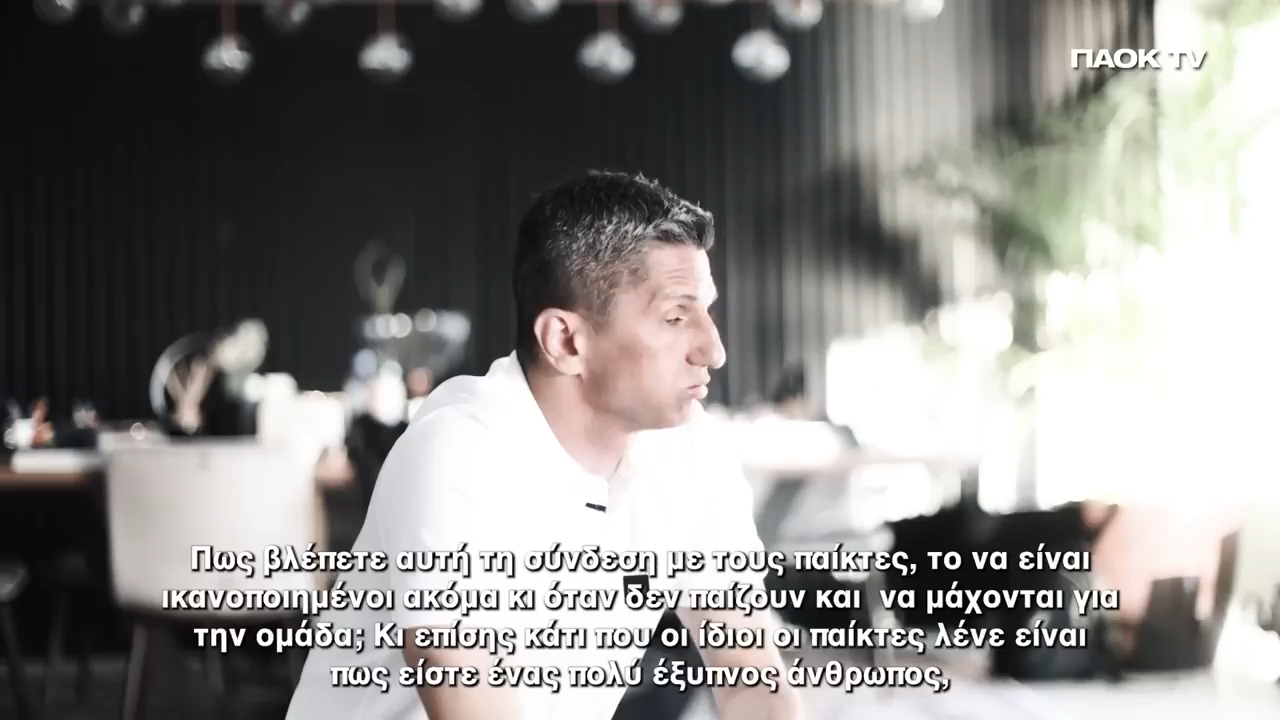 ΠΑΟΚ TV
Πως βλέπετε αυτή τη σύνδεση με τους παίκτες, το να είναι
ικανοποιημένοι ακόμα κι όταν δεν παίζουν και  να μάχονται για
την ομάδα; Κι επίσης κάτι που οι ίδιοι οι παίκτες λένε είναι
πως είστε ένας πολύ έξυπνος άνθρωπος,